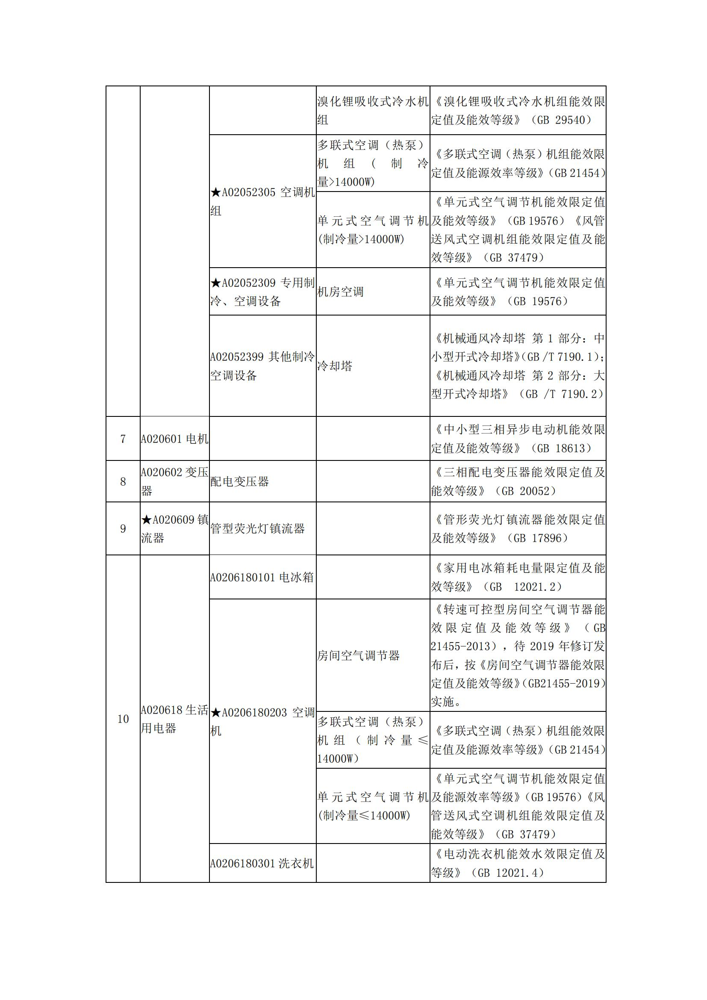 溴化锂吸收式冷水机
组
《溴化锂吸收式冷水机组能效限
定值及能效等级》（GB 29540）
★A02052305 空调机
组
多联式空调（热泵）
机组(制冷
量>14000W)
《多联式空调（热泵）机组能效限
定值及能源效率等级》（GB 21454）
单元式空气调节机
(制冷量>14000W)
《单元式空气调节机能效限定值
及能效等级》（GB 19576）《风管
送风式空调机组能效限定值及能
效等级》（GB 37479）
★A02052309 专用制
冷、空调设备
机房空调
《单元式空气调节机能效限定值
及能效等级》（GB 19576）
A02052399 其他制冷
空调设备
冷却塔
《机械通风冷却塔 第 1 部分：中
小型开式冷却塔》（GB /T 7190.1）；
《机械通风冷却塔 第 2 部分：大
型开式冷却塔》（GB /T 7190.2）
7
A020601 电机
《中小型三相异步电动机能效限
定值及能效等级》（GB 18613）
8
A020602 变压
器
配电变压器
《三相配电变压器能效限定值及
能效等级》（GB 20052）
9
★A020609 镇
流器
管型荧光灯镇流器
《管形荧光灯镇流器能效限定值
及能效等级》（GB 17896）
10
A020618 生活
用电器
A0206180101 电冰箱
《家用电冰箱耗电量限定值及能
效等级》（GB 12021.2）
★A0206180203 空调
机
房间空气调节器
《转速可控型房间空气调节器能
效限定值及能效等级》（GB
21455-2013），待 2019 年修订发
布后，按《房间空气调节器能效限
定值及能效等级》（GB21455-2019）
实施。
多联式空调（热泵）
机组（制冷量≤
14000W）
《多联式空调（热泵）机组能效限
定值及能源效率等级》（GB 21454）
单元式空气调节机
(制冷量≤14000W)
《单元式空气调节机能效限定值
及能源效率等级》（GB 19576）《风
管送风式空调机组能效限定值及
能效等级》（GB 37479）
A0206180301 洗衣机
《电动洗衣机能效水效限定值及
等级》（GB 12021.4）